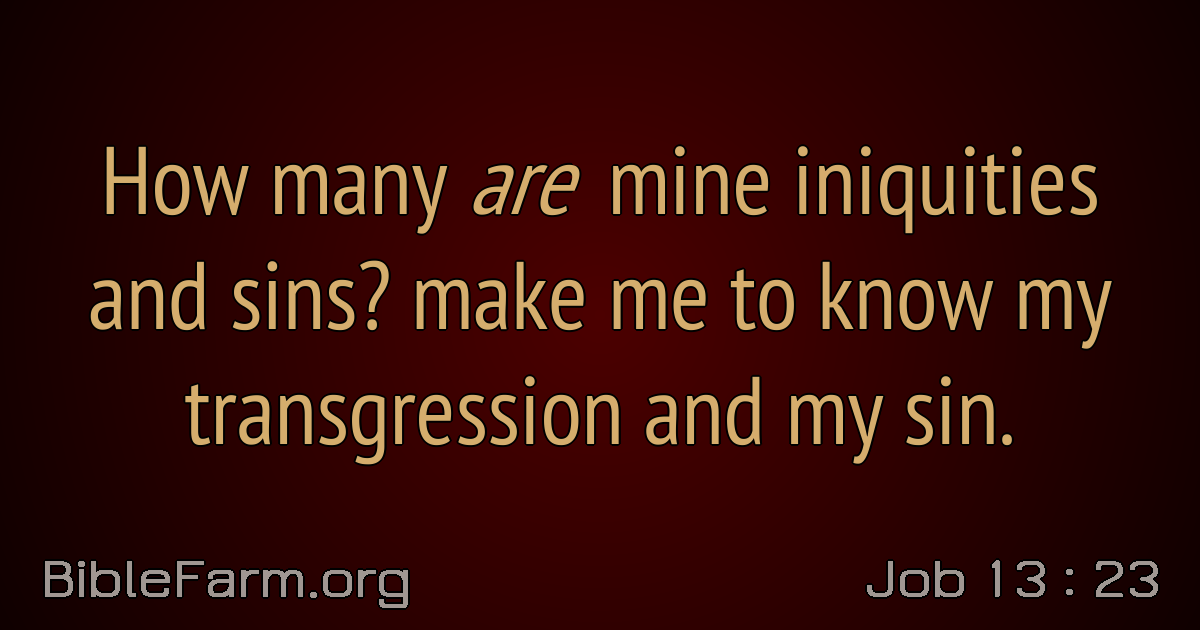 How many are mine iniquities
and sins? make me to know my
transgression and my sin.
BibleFarm.org
Job 13 : 23